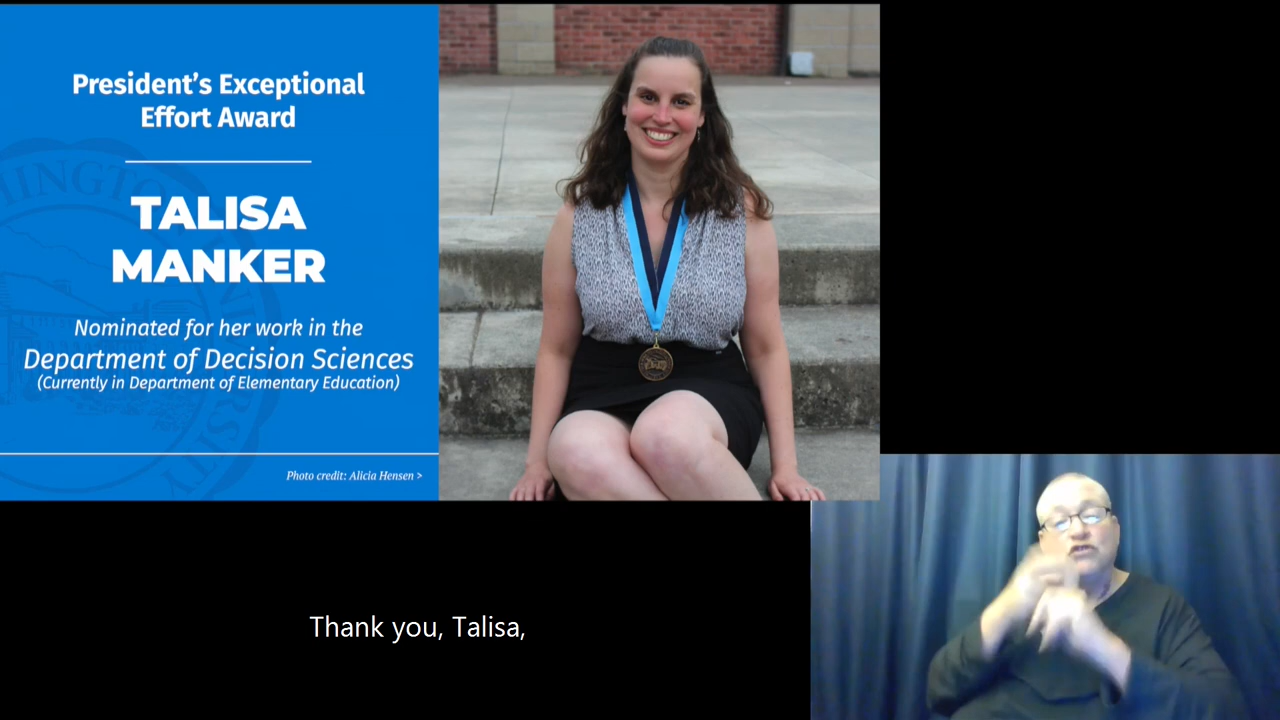 President's Exceptional
Effort Award
TALISA
MANKER
Nominated for her work in the
Department of Decision Sciences
(Currently in Department of Elementary Education)
Photo credit: Alicia Hensen >
Thank you, Talisa,